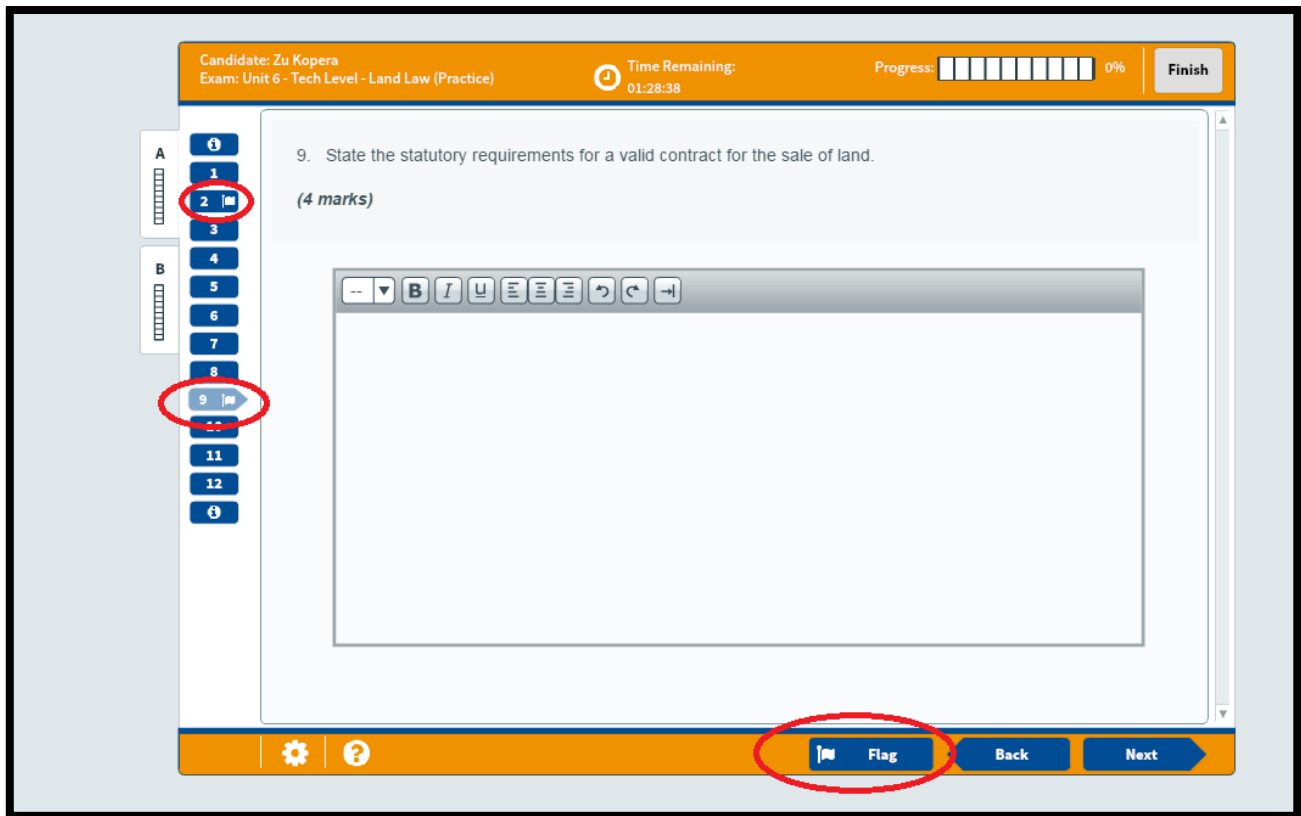 Candidate: Zu Kopera
Exam: Unit 6 - Tech Level - Land Law (Practice)
Time Remaining:
01:28:38
Progress:
0%
Finish
A
B
1
2
3
4
5
6
7
8
9
10
11
12
9. State the statutory requirements for a valid contract for the sale of land.
(4 marks)
-- B I U
Flag
Back
Next